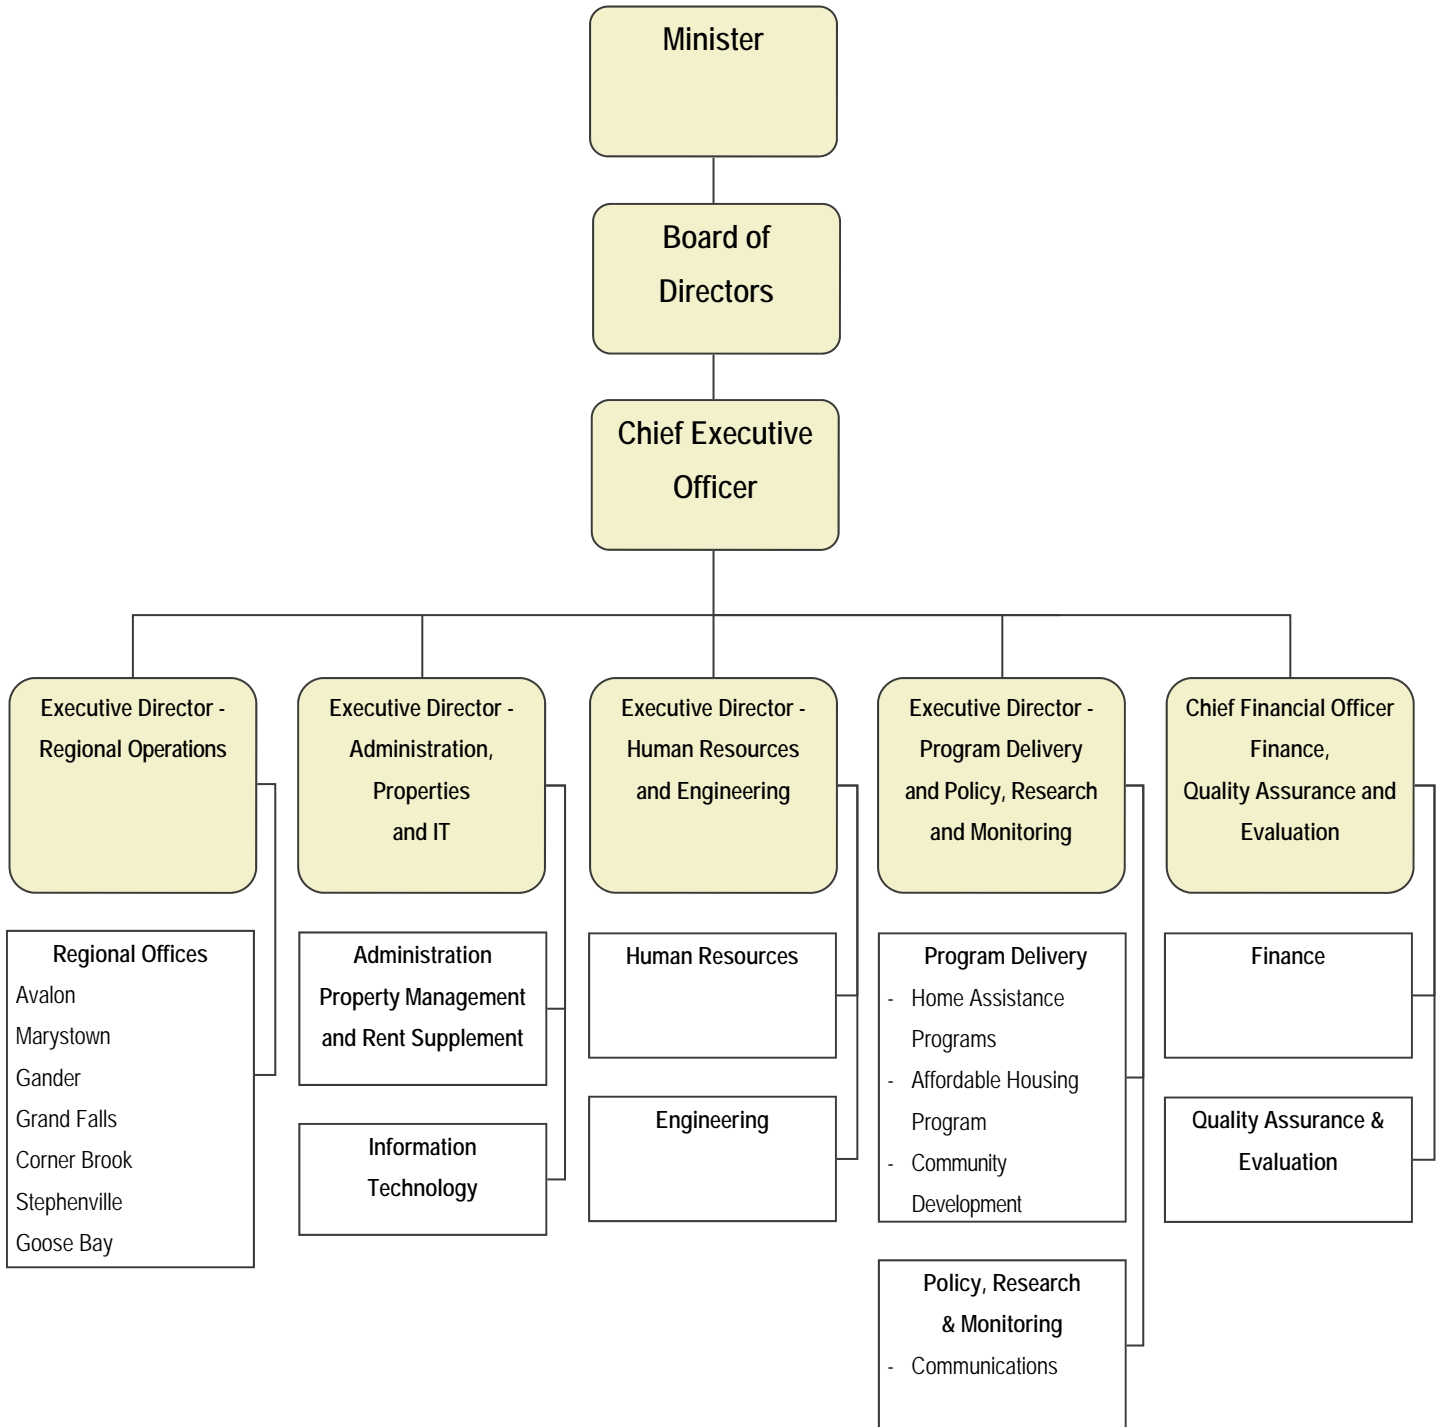 Minister
Board of
Directors
Chief Executive
Officer
Executive Director -
Regional Operations
Executive Director -
Administration,
Properties
and IT
Executive Director -
Human Resources
and Engineering
Executive Director -
Program Delivery
and Policy, Research
and Monitoring
Chief Financial Officer
Finance,
Quality Assurance and
Evaluation
Regional Offices
Avalon
Marystown
Gander
Grand Falls
Corner Brook
Stephenville
Goose Bay
Administration
Property Management
and Rent Supplement
Information
Technology
Human Resources
Engineering
Program Delivery
- Home Assistance
Programs
- Affordable Housing
Program
- Community
Development
Policy, Research
& Monitoring
- Communications
Finance
Quality Assurance &
Evaluation